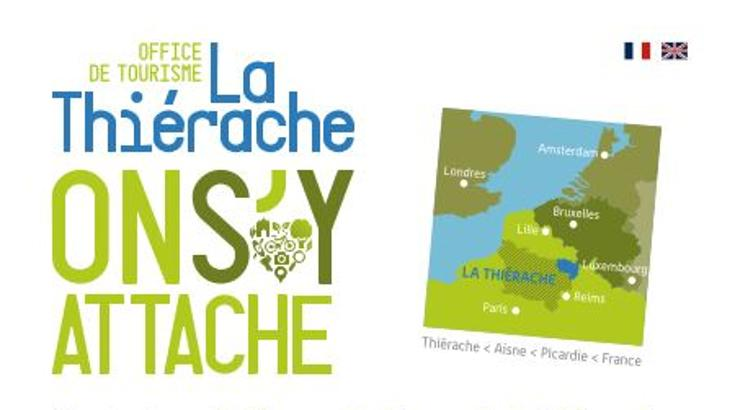 OFFICE
DE TOURISME
La
Thiérache
ON S'Y
ATTACHE
Amsterdam
Londres
Bruxelles
Lille
Luxembourg
LA THIÉRACHE
Reims
Paris
Thiérache < Aisne < Picardie < France